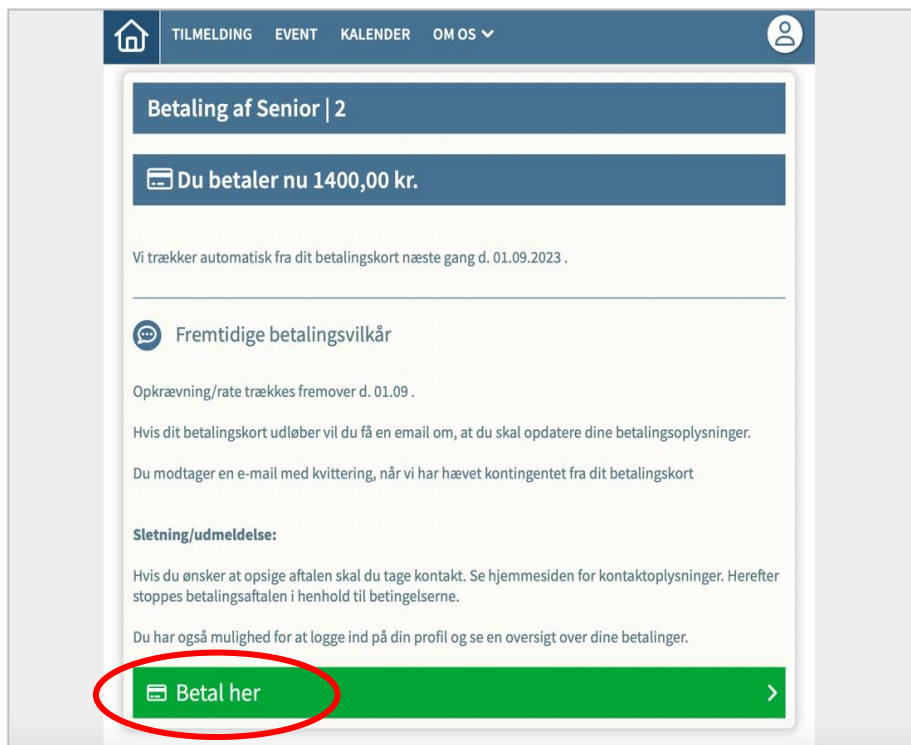 TILMELDING EVENT KALENDER OM OS
Betaling af Senior | 2
Du betaler nu 1400,00 kr.
Vi trækker automatisk fra dit betalingskort næste gang d. 01.09.2023 .
Fremtidige betalingsvilkår
Opkrævning/rate trækkes fremover d. 01.09 .
Hvis dit betalingskort udløber vil du få en email om, at du skal opdatere dine betalingsoplysninger.
Du modtager en e-mail med kvittering, når vi har hævet kontingentet fra dit betalingskort
Sletning/udmeldelse:
Hvis du ønsker at opsige aftalen skal du tage kontakt. Se hjemmesiden for kontaktoplysninger. Herefter
stoppes betalingsaftalen i henhold til betingelserne.
Du har også mulighed for at logge ind på din profil og se en oversigt over dine betalinger.
Betal her